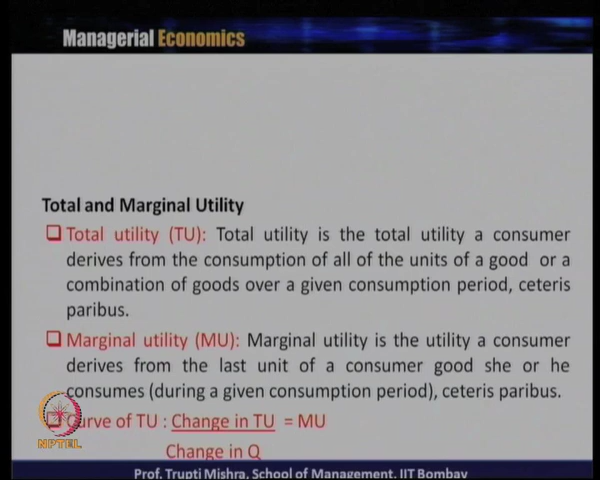 Managerial Economics
Total and Marginal Utility
Total utility (TU): Total utility is the total utility a consumer
derives from the consumption of all of the units of a good or a
combination of goods over a given consumption period, ceteris
paribus.
Marginal utility (MU): Marginal utility is the utility a consumer
derives from the last unit of a consumer good she or he
consumes (during a given consumption period), ceteris paribus.
Curve of TU : Change in TU = MU
Change in Q
NPTEL
Prof. Trupti Mishra, School of Management, IIT Bombay